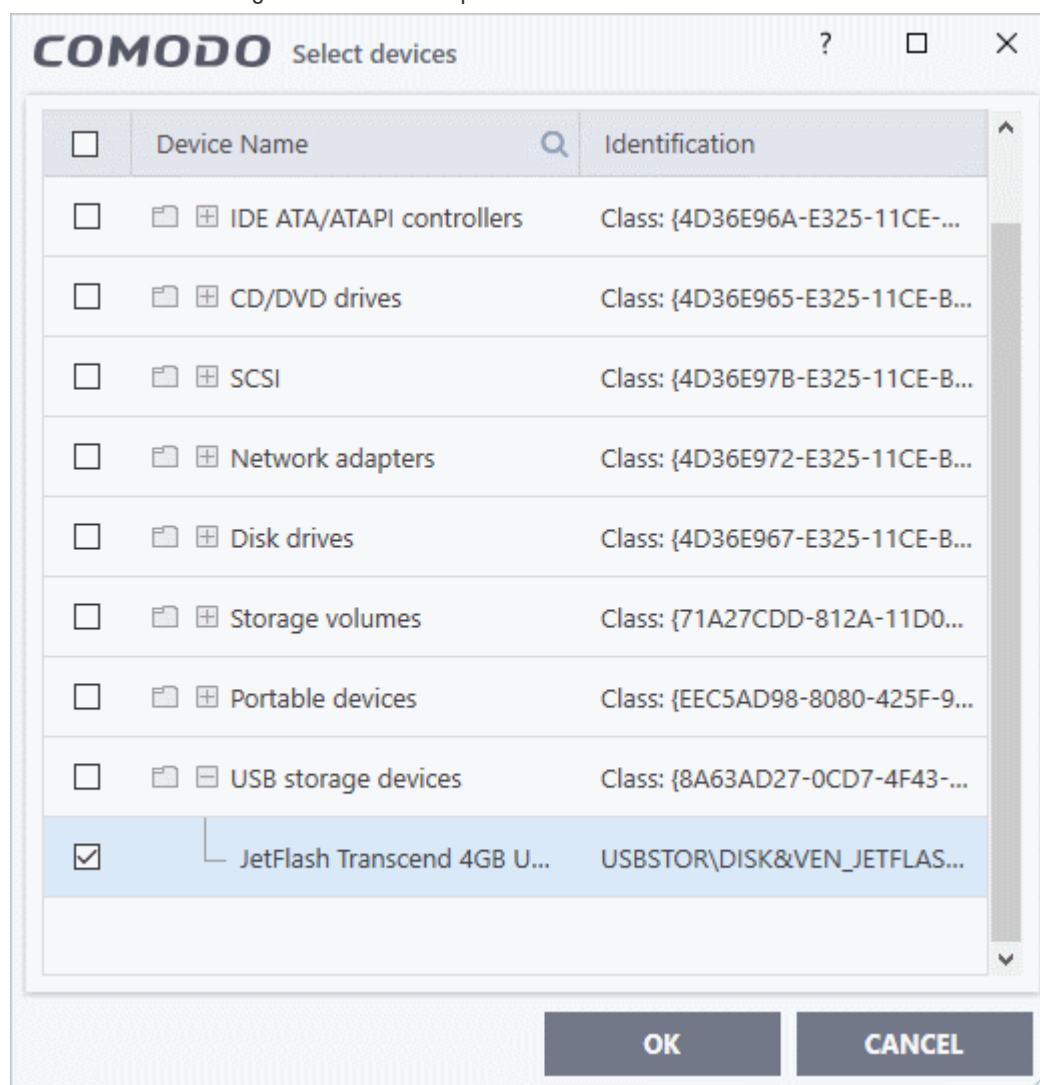 COMODO Select devices ?
Device Name Identification
IDE ATA/ATAPI controllers Class: {4D36E96A-E325-11CE-...
CD/DVD drives Class: {4D36E965-E325-11CE-B...
SCSI Class: {4D36E97B-E325-11CE-B...
Network adapters Class: {4D36E972-E325-11CE-B...
Disk drives Class: {4D36E967-E325-11CE-B...
Storage volumes Class: {71A27CDD-812A-11D0...
Portable devices Class: {EEC5AD98-8080-425F-9...
USB storage devices Class: {8A63AD27-0CD7-4F43-...
JetFlash Transcend 4GB U... USBSTOR\DISK&VEN_JETFLAS...
OK CANCEL